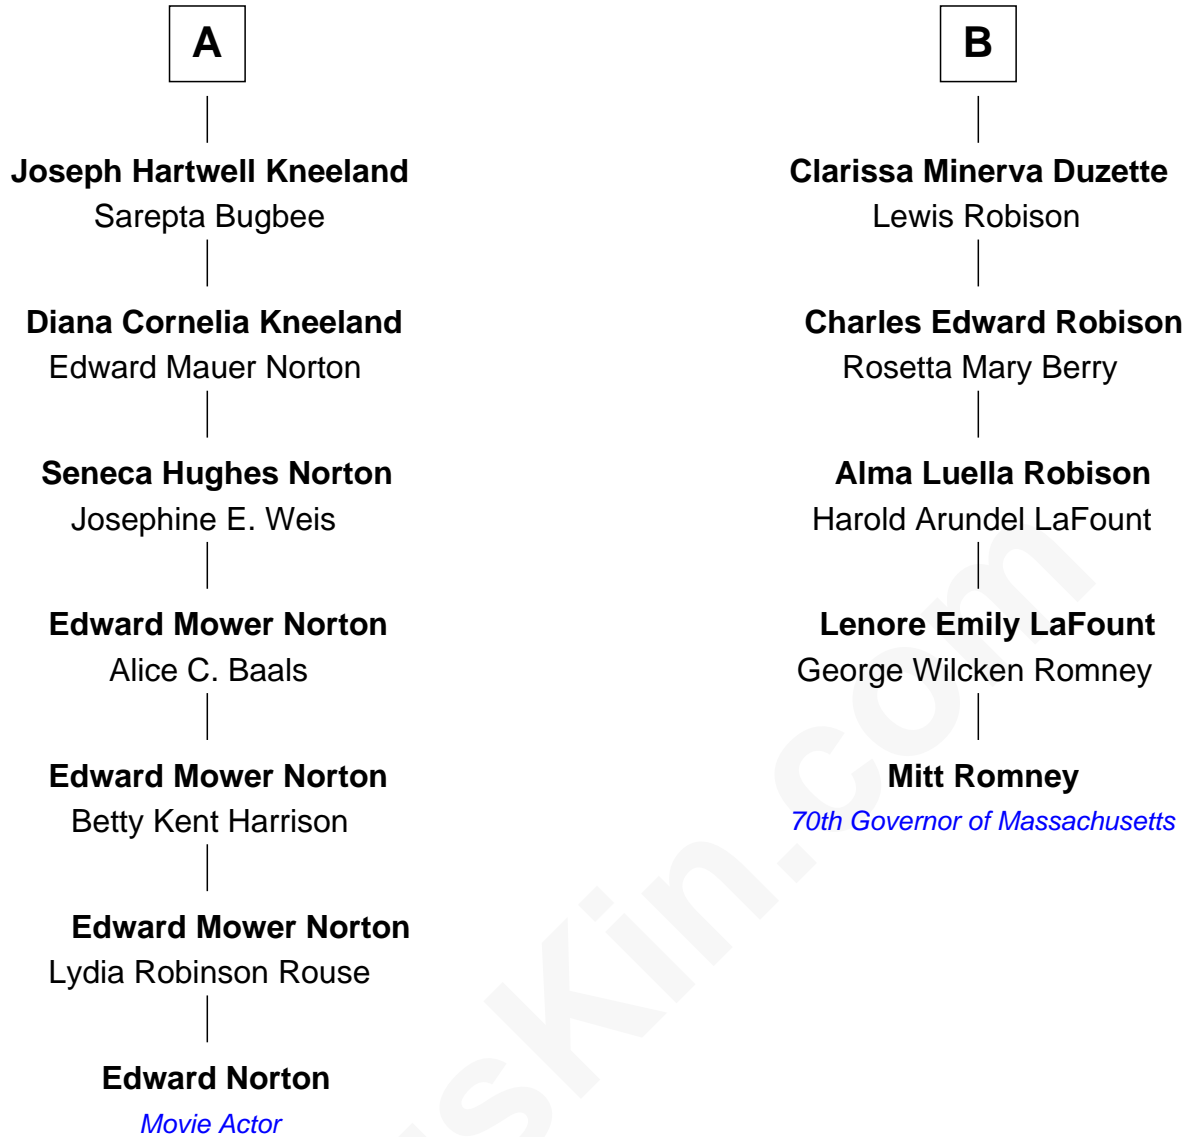 A
Joseph Hartwell Kneeland
Sarepta Bugbee
Diana Cornelia Kneeland
Edward Mauer Norton
Seneca Hughes Norton
Josephine E. Weis
Edward Mower Norton
Alice C. Baals
Edward Mower Norton
Betty Kent Harrison
Edward Mower Norton
Lydia Robinson Rouse
Edward Norton
Movie Actor
B
Clarissa Minerva Duzette
Lewis Robison
Charles Edward Robison
Rosetta Mary Berry
Alma Luella Robison
Harold Arundel LaFount
Lenore Emily LaFount
George Wilcken Romney
Mitt Romney
70th Governor of Massachusetts